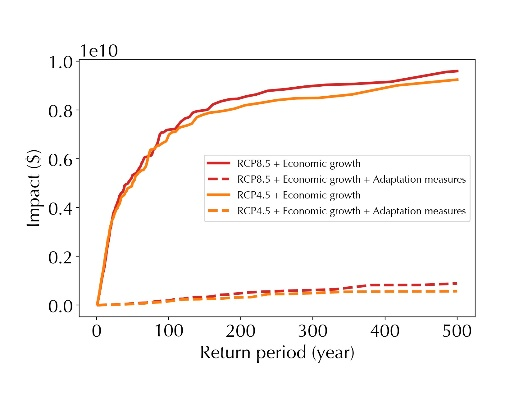 1e10
1.0
0.8
0.6
0.4
0.2
0.0
Impact ($)
RCP8.5 + Economic growth
RCP8.5 + Economic growth + Adaptation measures
RCP4.5 + Economic growth
RCP4.5 + Economic growth + Adaptation measures
0 100 200 300 400 500
Return period (year)